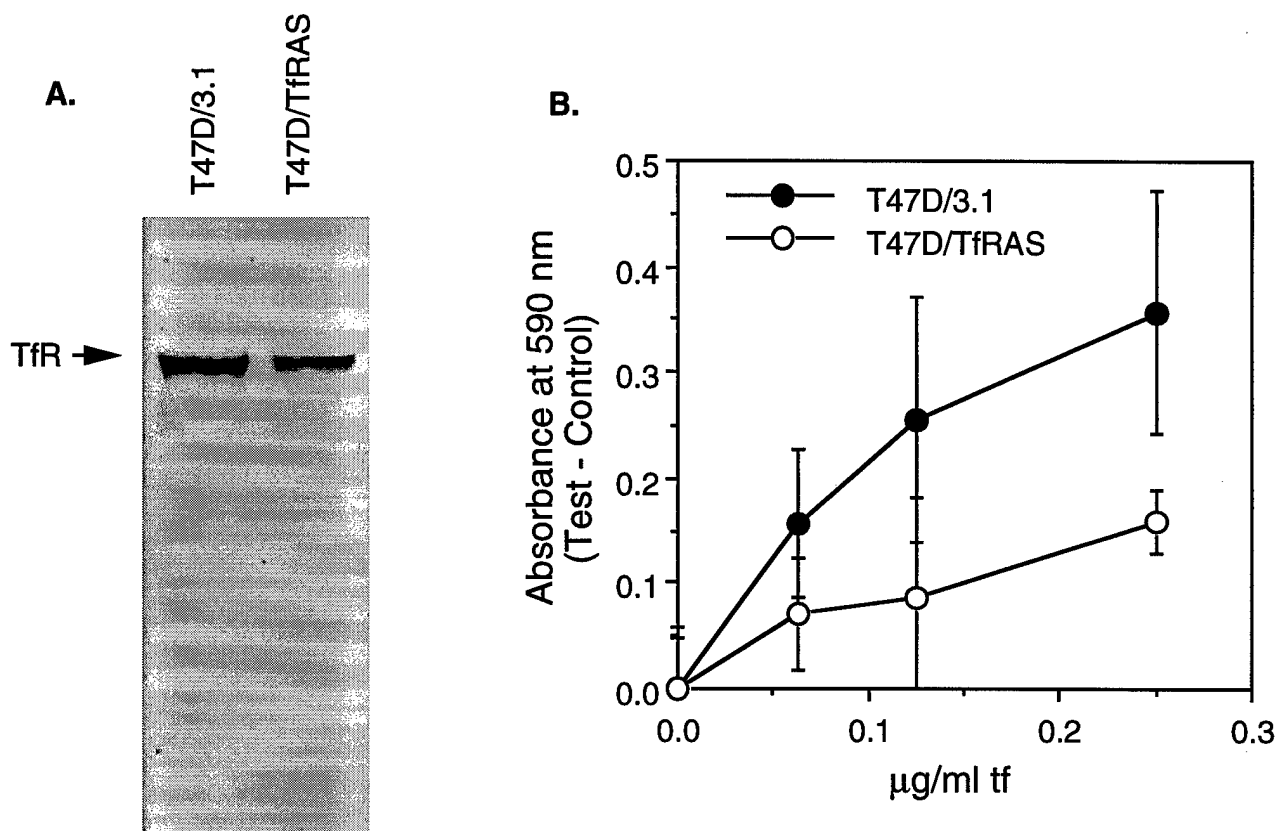 A.
T47D/3.1
T47D/TfRAS
TfR
B.
0.5
0.4
0.3
0.2
0.1
0.0
Absorbance at 590 nm
(Test - Control)
T47D/3.1
T47D/TfRAS
0.0
0.1
0.2
0.3
µg/ml tf